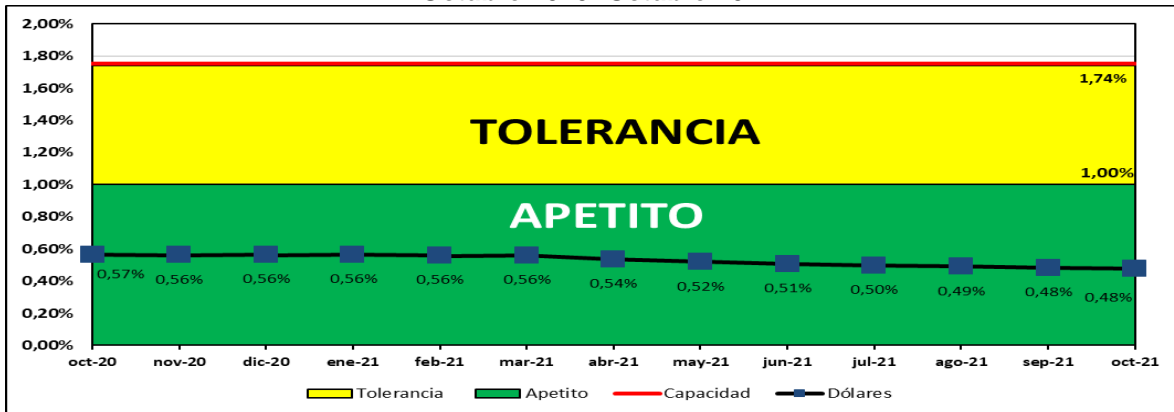 2,00%
1,80%
1,74%
1,60%
1,40%
TOLERANCIA
1,20%
1,00%
1,00%
0,80%
APETITO
0,60%
0,57% 0,56% 0,56% 0,56% 0,56% 0,56% 0,54% 0,52% 0,51% 0,50% 0,49% 0,48% 0,48%
0,40%
0,20%
0,00%
oct-20 nov-20 dic-20 ene-21 feb-21 mar-21 abr-21 may-21 jun-21 jul-21 ago-21 sep-21 oct-21
Tolerancia Apetito Capacidad Dólares